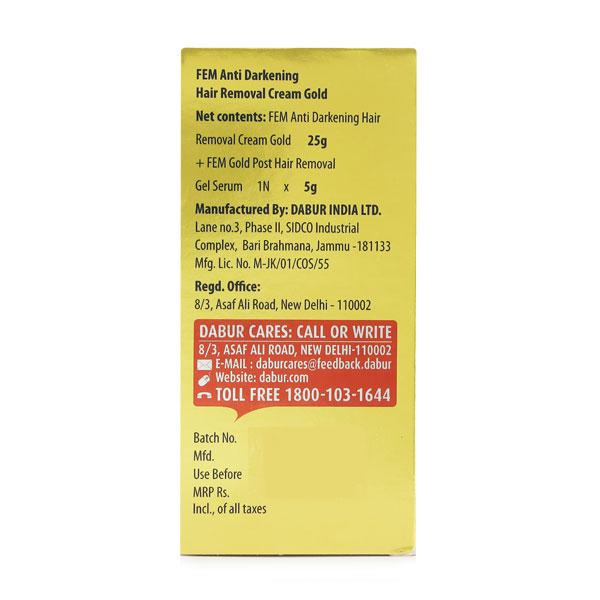 FEM Anti Darkening
Hair Removal Cream Gold
Net contents: FEM Anti Darkening Hair
Removal Cream Gold 25g
+ FEM Gold Post Hair Removal
Gel Serum 1N x 5g
Manufactured By: DABUR INDIA LTD.
Lane no.3, Phase II, SIDCO Industrial
Complex, Bari Brahmana, Jammu -181133
Mfg. Lic. No. M-JK/01/COS/55
Regd. Office:
8/3, Asaf Ali Road, New Delhi - 110002
DABUR CARES: CALL OR WRITE
8/3, ASAF ALI ROAD, NEW DELHI-110002
E-MAIL : daburcares@feedback.dabur
Website: dabur.com
TOLL FREE 1800-103-1644
Batch No.
Mfd.
Use Before
MRP Rs.
Incl., of all taxes